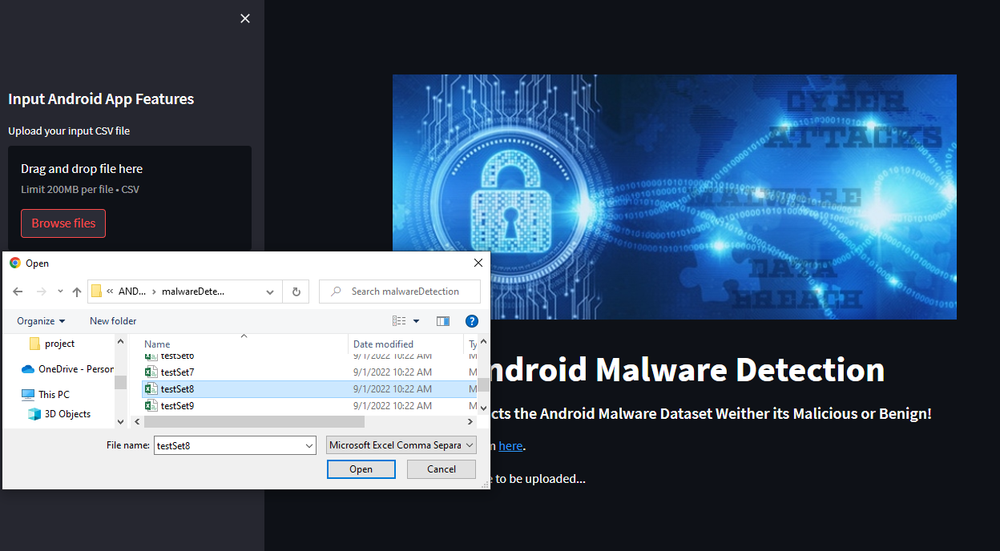 Input Android App Features
Upload your input CSV file
Drag and drop file here
Limit 200MB per file • CSV
Browse files
CYBER
ATTACKS
MALWARE
DATA
BREACH
Open
« AND... › malwareDete...
Search malwareDetection
Organize
New folder
?
project
OneDrive - Person
This PC
3D Objects
Name Date modified Ty
testSet6 9/1/2022 10:22 AM M
testSet7 9/1/2022 10:22 AM M
testSet8 9/1/2022 10:22 AM M
testSet9 9/1/2022 10:22 AM M
File name: testSet8 Microsoft Excel Comma Separa
Open Cancel
ndroid Malware Detection
cts the Android Malware Dataset Weither its Malicious or Benign!
n here.
e to be uploaded...